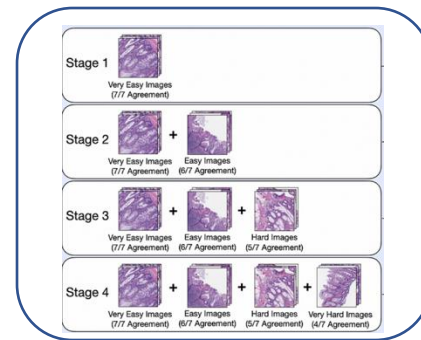 Stage 1
Very Easy Images
(7/7 Agreement)
Stage 2
+
Very Easy Images
(7/7 Agreement)
Easy Images
(6/7 Agreement)
Stage 3
+
+
Very Easy Images
(7/7 Agreement)
Easy Images
(6/7 Agreement)
Hard Images
(5/7 Agreement)
Stage 4
+
+
+
Very Easy Images
(7/7 Agreement)
Easy Images
(6/7 Agreement)
Hard Images
(5/7 Agreement)
Very Hard Images
(4/7 Agreement)